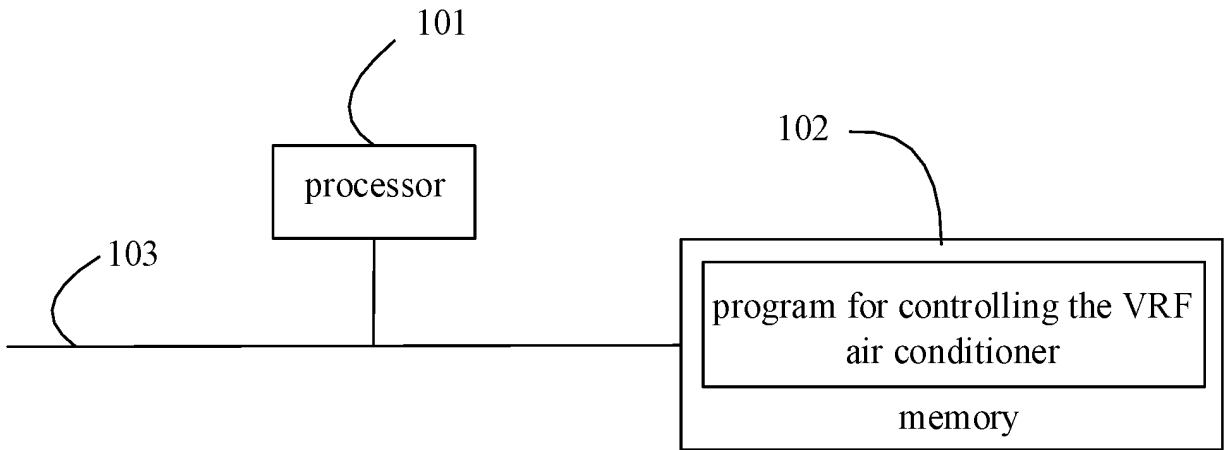 101
processor
102
103
program for controlling the VRF
air conditioner
memory